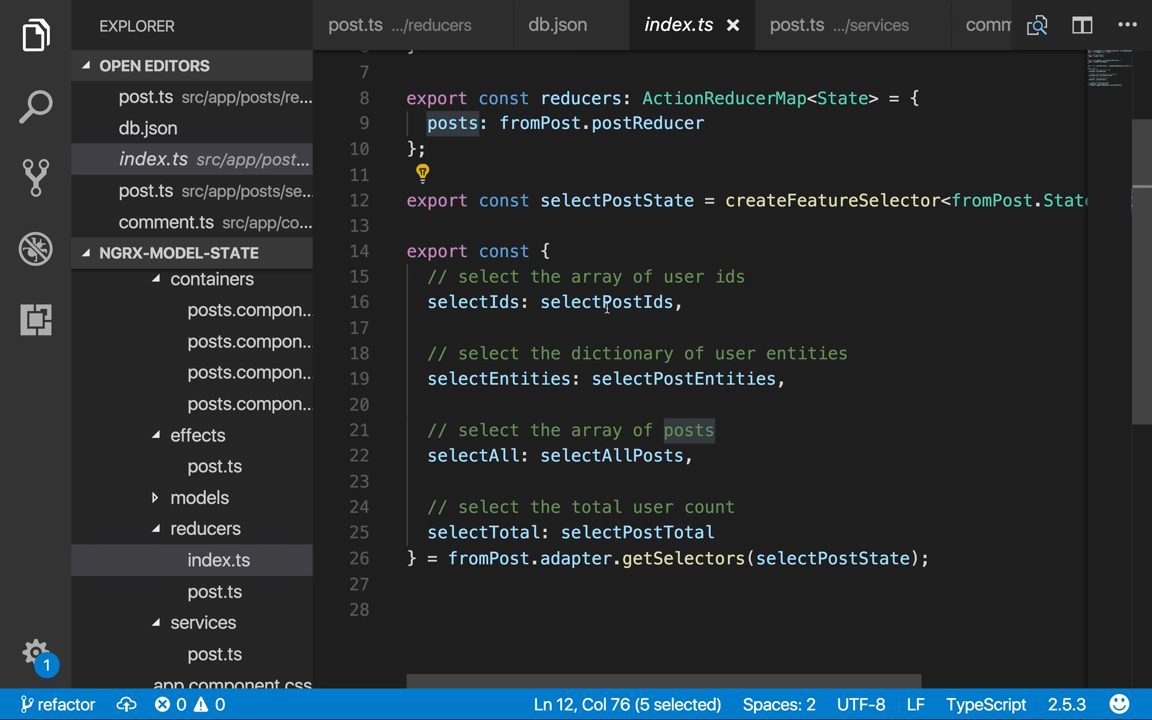 EXPLORER
post.ts .../reducers
db.json
index.ts
post.ts .../services
comm
OPEN EDITORS
post.ts src/app/posts/re...
db.json
index.ts src/app/post...
post.ts src/app/posts/se...
comment.ts src/app/co...
NGRX-MODEL-STATE
containers
posts.compon...
posts.compon...
posts.compon...
posts.compon...
effects
post.ts
models
reducers
index.ts
post.ts
services
post.ts
app.component.css
7
8 export const reducers: ActionReducerMap<State> = {
9 posts: fromPost.postReducer
10 };
11
12 export const selectPostState = createFeatureSelector<fromPost.State
13
14 export const {
15 // select the array of user ids
16 selectIds: selectPostIds,
17
18 // select the dictionary of user entities
19 selectEntities: selectPostEntities,
20
21 // select the array of posts
22 selectAll: selectAllPosts,
23
24 // select the total user count
25 selectTotal: selectPostTotal
26 } = fromPost.adapter.getSelectors(selectPostState);
27
28
1
refactor 0 0 Ln 12, Col 76 (5 selected) Spaces: 2 UTF-8 LF TypeScript 2.5.3